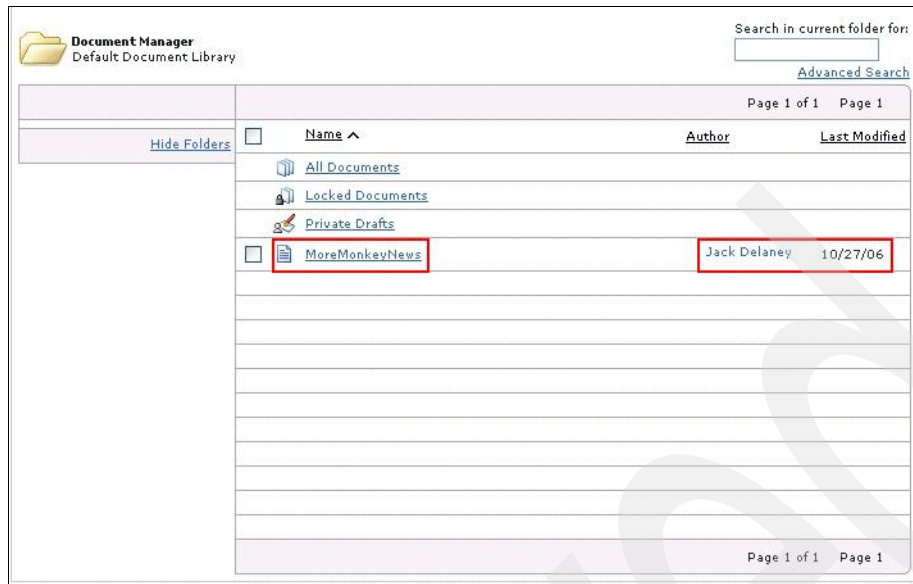 Document Manager
Default Document Library
Search in current folder for:
Advanced Search
Page 1 of 1 Page 1
Hide Folders
Name Author Last Modified
All Documents
Locked Documents
Private Drafts
MoreMonkeyNews Jack Delaney 10/27/06
Page 1 of 1 Page 1